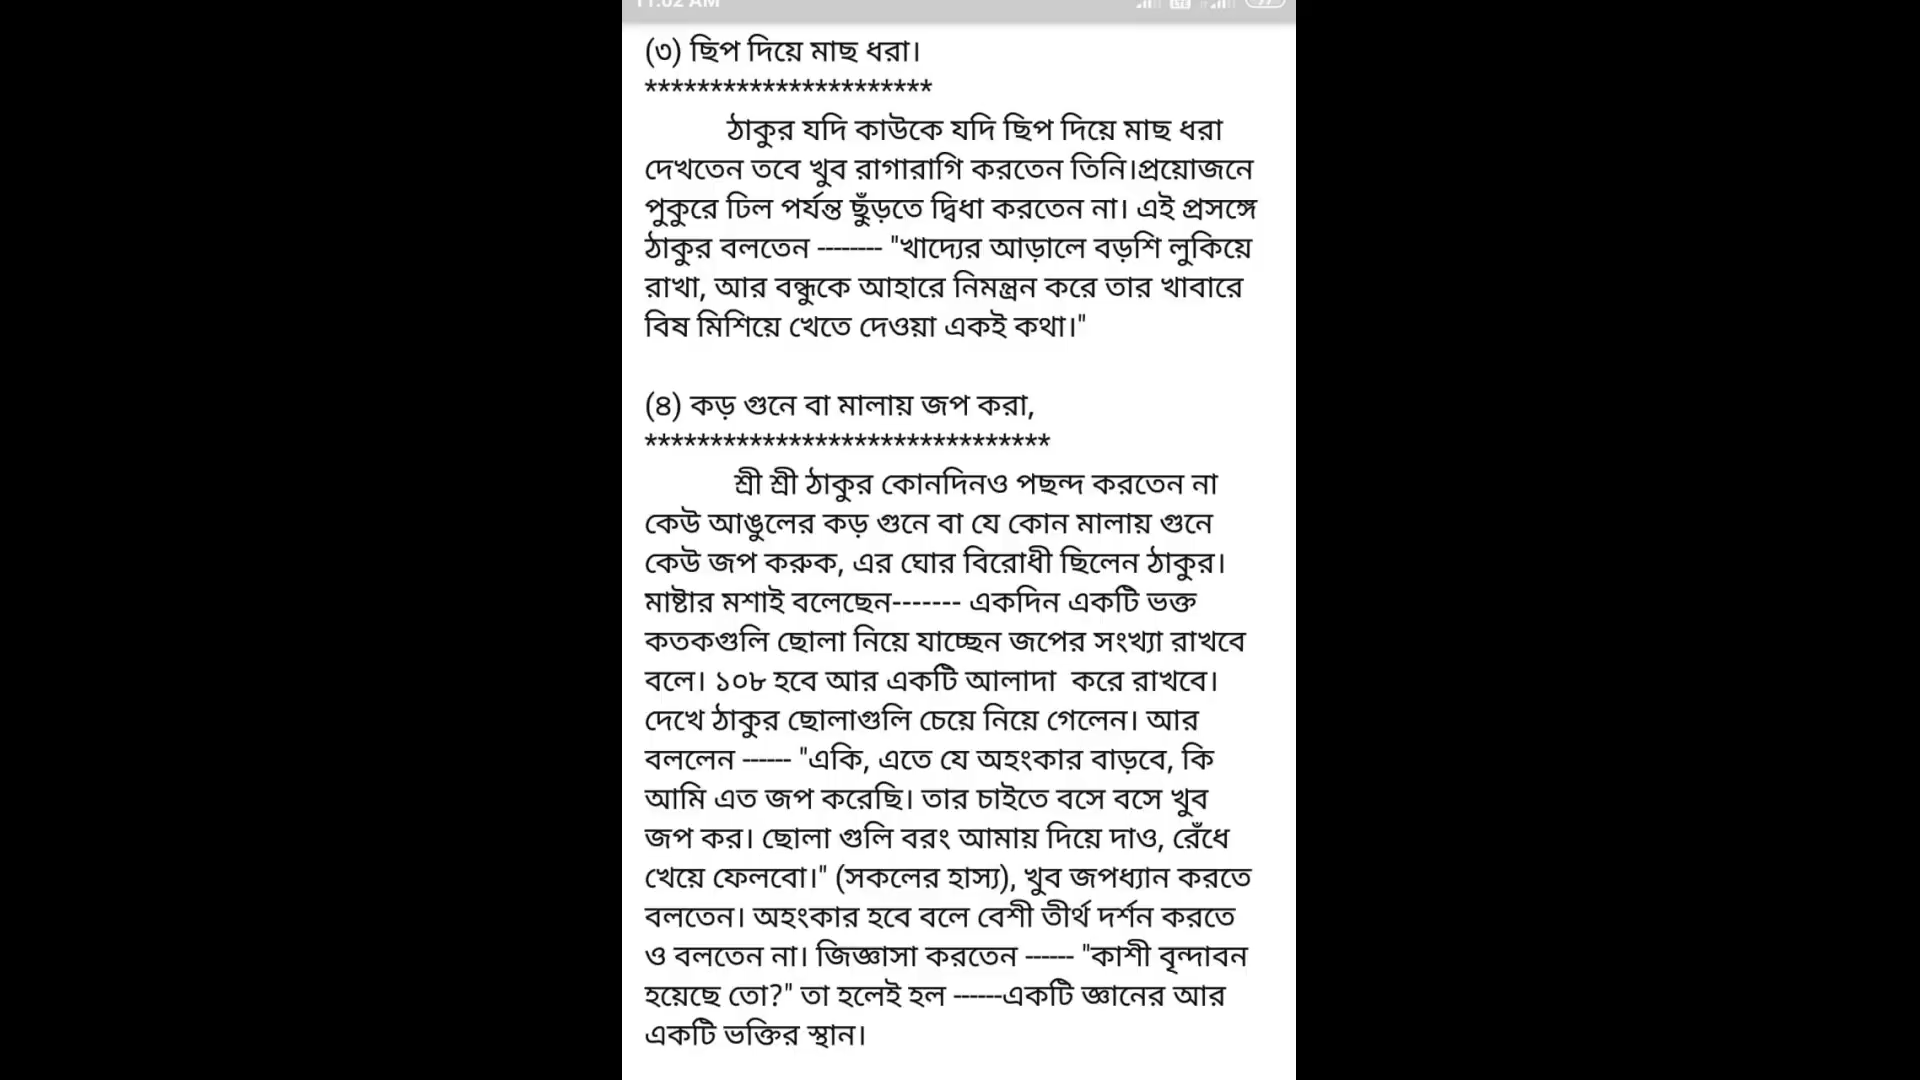 11:02 AM
(৩) ছিপ দিয়ে মাছ ধরা।
**********************
ঠাকুর যদি কাউকে যদি ছিপ দিয়ে মাছ ধরা
দেখতেন তবে খুব রাগারাগি করতেন তিনি।প্রয়োজনে
পুকুরে ঢিল পর্যন্ত ছুঁড়তে দ্বিধা করতেন না। এই প্রসঙ্গে
ঠাকুর বলতেন -------- "খাদ্যের আড়ালে বড়শি লুকিয়ে
রাখা, আর বন্ধুকে আহারে নিমন্ত্রন করে তার খাবারে
বিষ মিশিয়ে খেতে দেওয়া একই কথা।"
(৪) কড় গুনে বা মালায় জপ করা,
*******************************
শ্রী শ্রী ঠাকুর কোনদিনও পছন্দ করতেন না
কেউ আঙুলের কড় গুনে বা যে কোন মালায় গুনে
কেউ জপ করুক, এর ঘোর বিরোধী ছিলেন ঠাকুর।
মাষ্টার মশাই বলেছেন------- একদিন একটি ভক্ত
কতকগুলি ছোলা নিয়ে যাচ্ছেন জপের সংখ্যা রাখবে
বলে। ১০৮ হবে আর একটি আলাদা  করে রাখবে।
দেখে ঠাকুর ছোলাগুলি চেয়ে নিয়ে গেলেন। আর
বললেন ------ "একি, এতে যে অহংকার বাড়বে, কি
আমি এত জপ করেছি। তার চাইতে বসে বসে খুব
জপ কর। ছোলা গুলি বরং আমায় দিয়ে দাও, রেঁধে
খেয়ে ফেলবো।" (সকলের হাস্য), খুব জপধ্যান করতে
বলতেন। অহংকার হবে বলে বেশী তীর্থ দর্শন করতে
ও বলতেন না। জিজ্ঞাসা করতেন ------ "কাশী বৃন্দাবন
হয়েছে তো?" তা হলেই হল ------একটি জ্ঞানের আর
একটি ভক্তির স্থান।